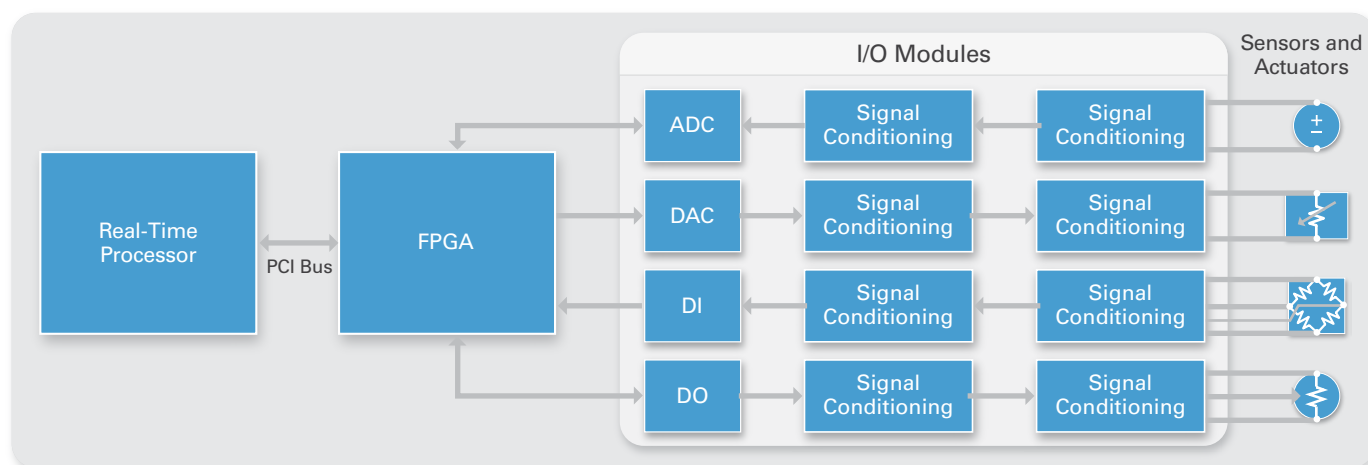 I/O Modules
Sensors and
Actuators
Real-Time
Processor
PCI Bus
FPGA
ADC
Signal
Conditioning
Signal
Conditioning
±
DAC
Signal
Conditioning
Signal
Conditioning
DI
Signal
Conditioning
Signal
Conditioning
DO
Signal
Conditioning
Signal
Conditioning